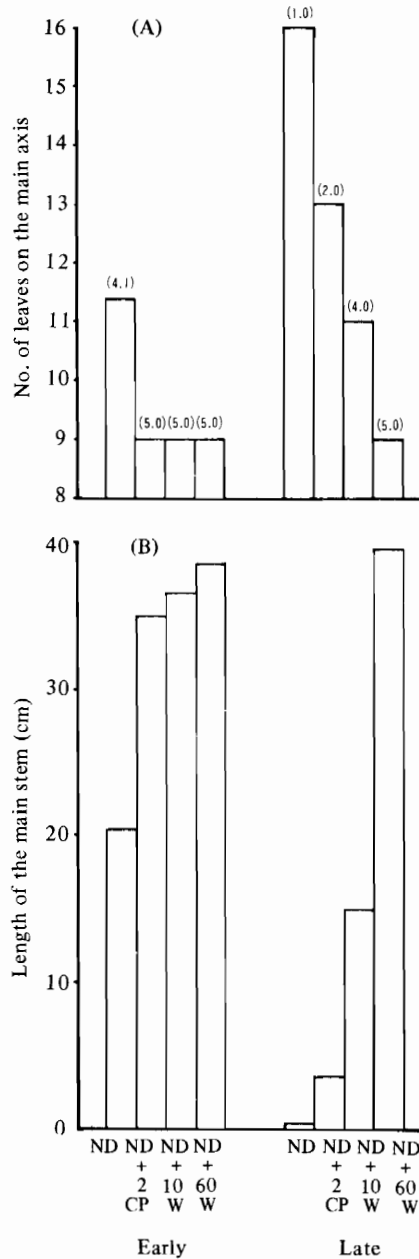 (A)
No. of leaves on the main axis
16
15
14
13
12
11
10
9
8
(4.1)
(5.0) (5.0) (5.0)
(1.0)
(2.0)
(4.0)
(5.0)
(B)
Length of the main stem (cm)
40
30
20
10
0
ND ND ND ND ND ND ND ND
+ + + + + +
2 10 60 2 10 60
CP W W CP W W
Early Late